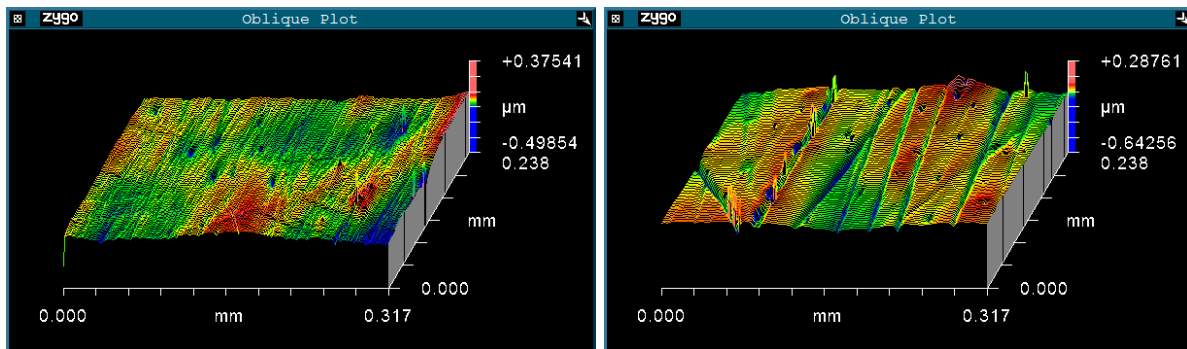 zygo Oblique Plot
+0.37541
µm
-0.49854
0.238
mm
0.000
0.000 mm 0.317
zygo Oblique Plot
+0.28761
µm
-0.64256
0.238
mm
0.000
0.000 mm 0.317